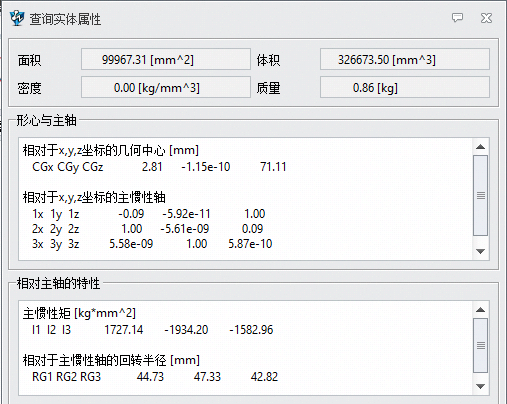 查询实体属性
面积 99967.31 [mm^2] 体积 326673.50 [mm^3]
密度 0.00 [kg/mm^3] 质量 0.86 [kg]
形心与主轴
相对于x,y,z坐标的几何中心 [mm]
CGx CGy CGz 2.81 -1.15e-10 71.11
相对于x,y,z坐标的主惯性轴
1x 1y 1z -0.09 -5.92e-11 1.00
2x 2y 2z 1.00 -5.61e-09 0.09
3x 3y 3z 5.58e-09 1.00 5.87e-10
相对主轴的特性
主惯性矩 [kg*mm^2]
I1 I2 I3 1727.14 -1934.20 -1582.96
相对于主惯性轴的回转半径 [mm]
RG1 RG2 RG3 44.73 47.33 42.82